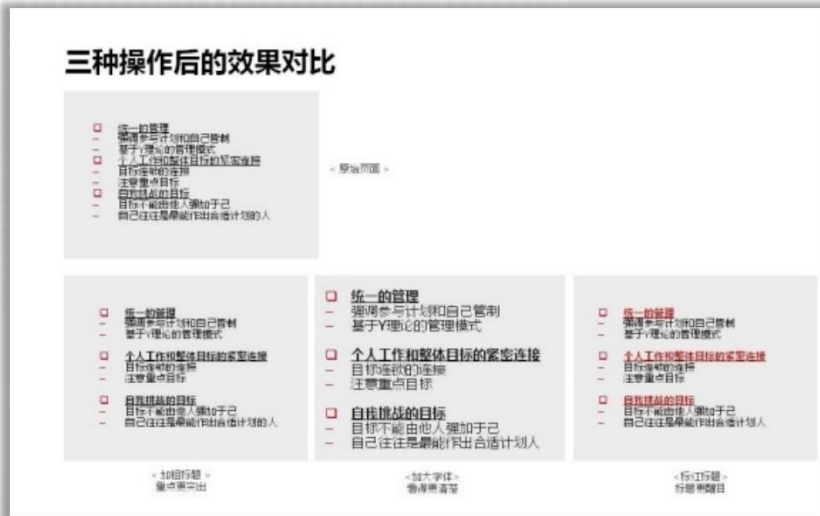 三种操作后的效果对比
❑ 统一的管理
– 强调参与计划和自己管制
– 基于Y理论的管理模式
❑ 个人工作和整体目标的紧密连接
– 目标连锁的连接
– 注意重点目标
❑ 自我挑战的目标
– 目标不能由他人强加于己
– 自己往往是最能作出合适计划的人
<原始页面>
❑ 统一的管理
– 强调参与计划和自己管制
– 基于Y理论的管理模式
❑ 个人工作和整体目标的紧密连接
– 目标连锁的连接
– 注意重点目标
❑ 自我挑战的目标
– 目标不能由他人强加于己
– 自己往往是最能作出合适计划的人
<加粗标题>
重点更突出
❑ 统一的管理
– 强调参与计划和自己管制
– 基于Y理论的管理模式
❑ 个人工作和整体目标的紧密连接
– 目标连锁的连接
– 注意重点目标
❑ 自我挑战的目标
– 目标不能由他人强加于己
– 自己往往是最能作出合适计划人
<加大字体>
看得更清楚
❑ 统一的管理
– 强调参与计划和自己管制
– 基于Y理论的管理模式
❑ 个人工作和整体目标的紧密连接
– 目标连锁的连接
– 注意重点目标
❑ 自我挑战的目标
– 目标不能由他人强加于己
– 自己往往是最能作出合适计划的人
<标红标题>
标题更醒目